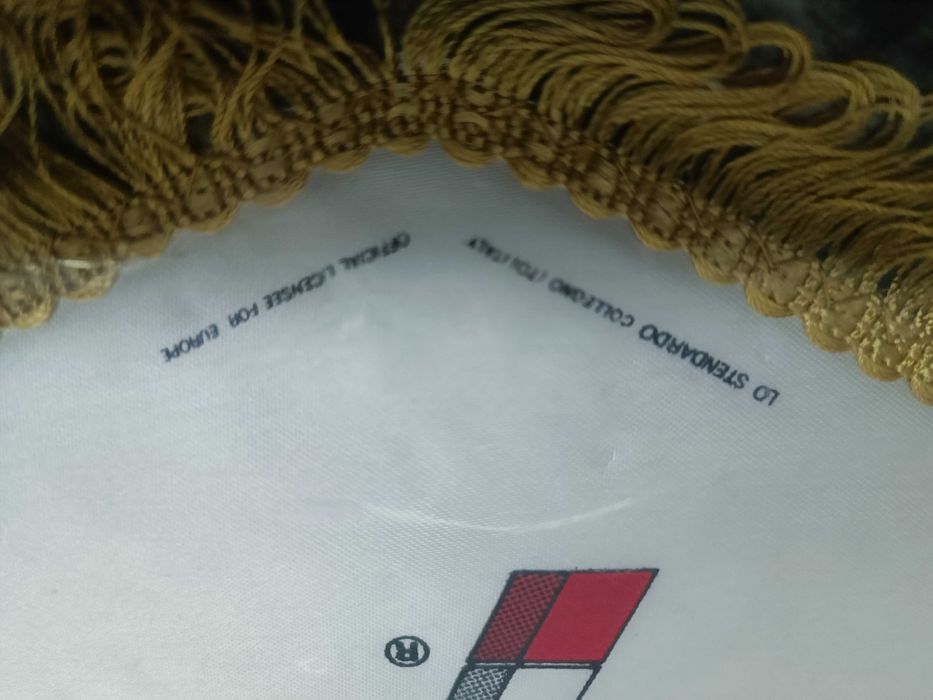 ®
LO STENDARDO COLLEGNO (TO) ITALY
OFFICIAL LICENSEE FOR EUROPE